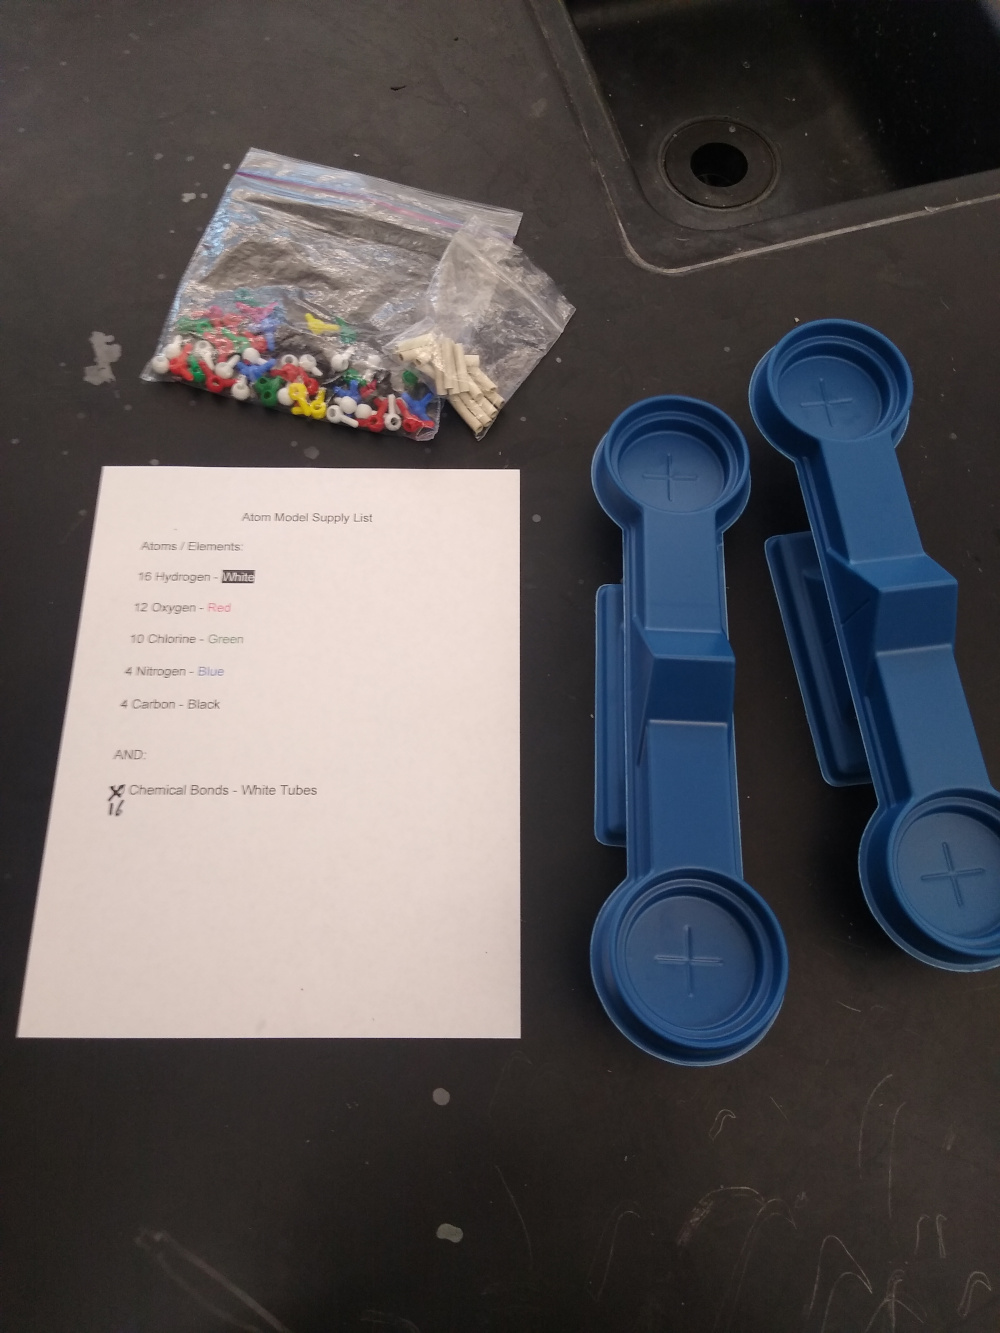 Atom Model Supply List
Atoms / Elements:
16 Hydrogen - White
12 Oxygen - Red
10 Chlorine - Green
4 Nitrogen - Blue
4 Carbon - Black
AND:
Chemical Bonds - White Tubes
16